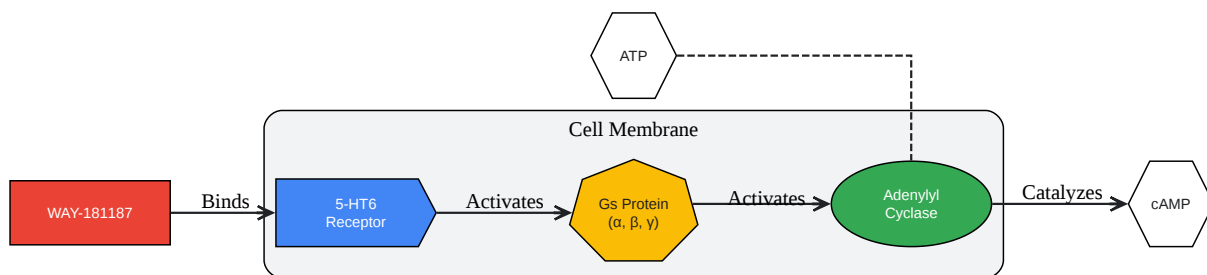 ATP
Cell Membrane
WAY-181187
Binds
5-HT6
Receptor
Activates
Gs Protein
(α, β, γ)
Activates
Adenylyl
Cyclase
Catalyzes
cAMP